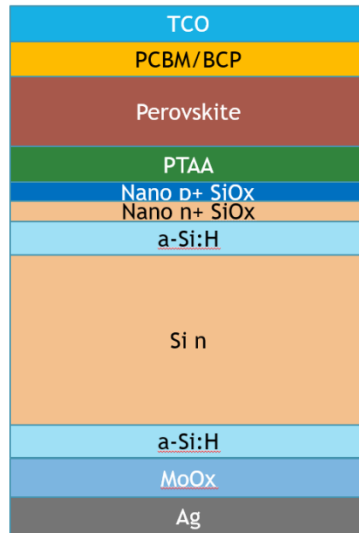 TCO
PCBM/BCP
Perovskite
PTAA
Nano p+ SiOx
Nano n+ SiOx
a-Si:H
Si n
a-Si:H
MoOx
Ag